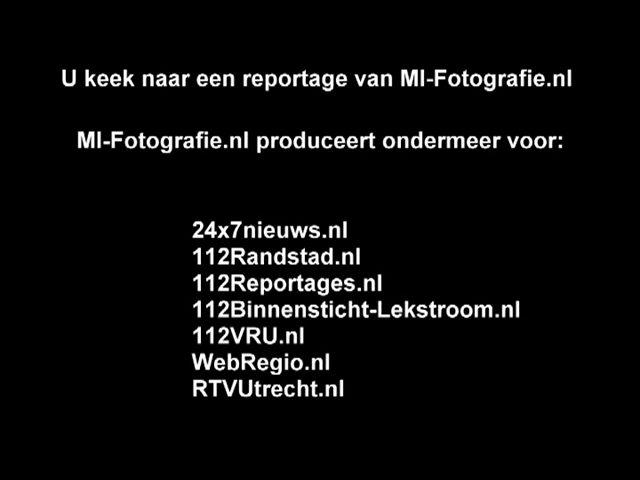 U keek naar een reportage van MI-Fotografie.nl
MI-Fotografie.nl produceert ondermeer voor:
24x7nieuws.nl
112Randstad.nl
112Reportages.nl
112Binnensticht-Lekstroom.nl
112VRU.nl
WebRegio.nl
RTVUtrecht.nl